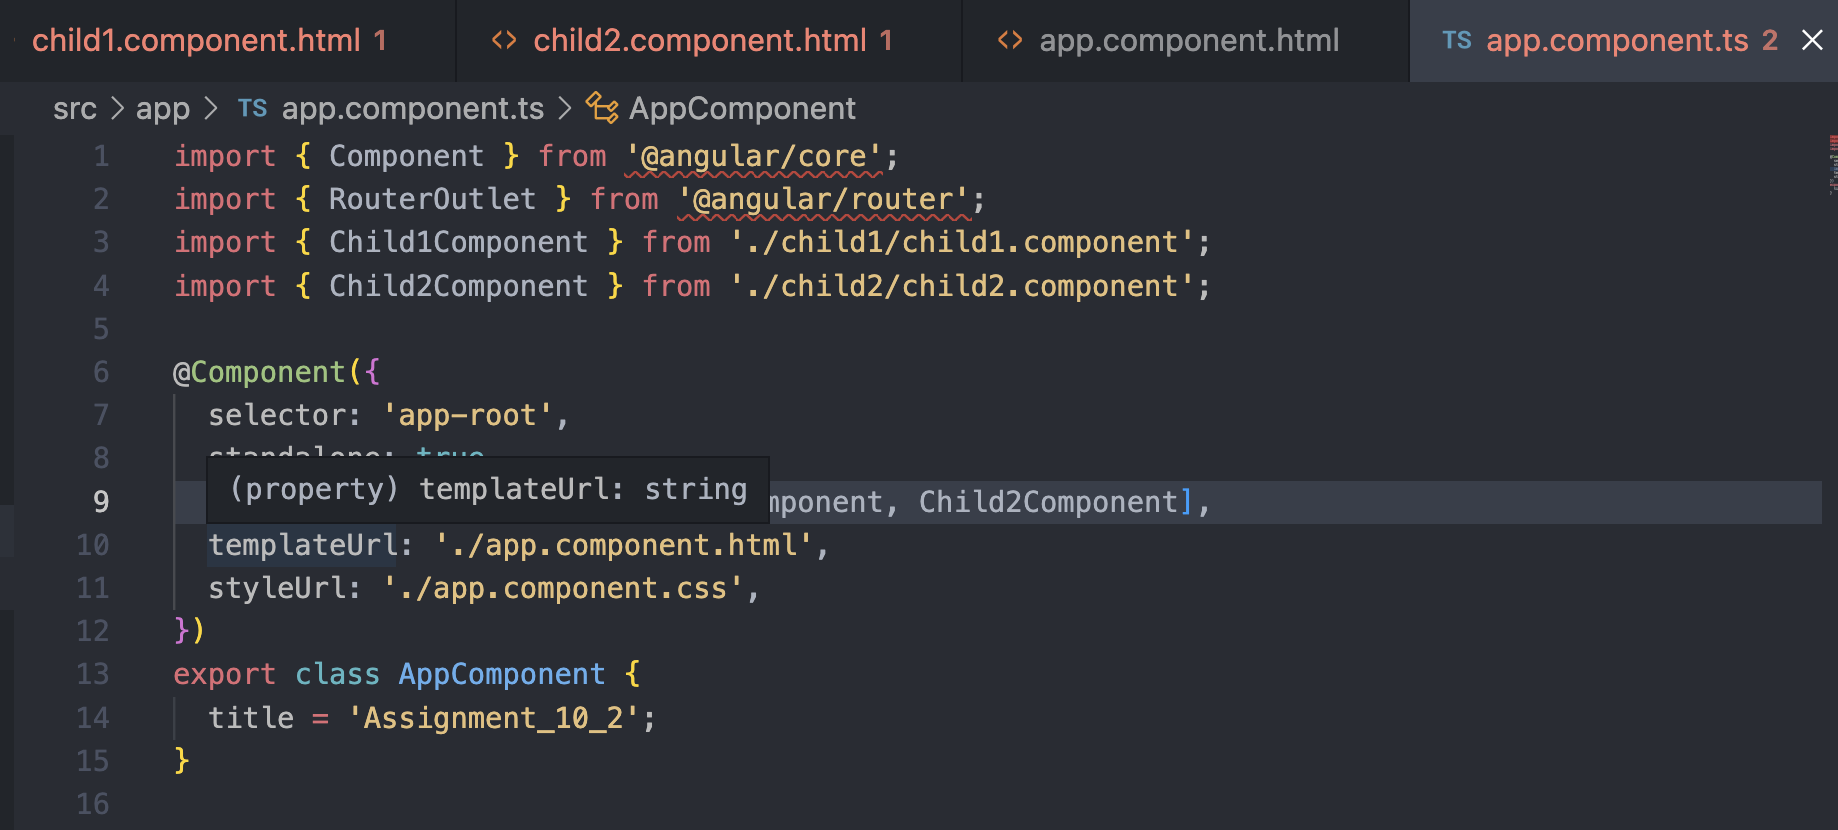 child1.component.html 1 <> child2.component.html 1 <> app.component.html TS app.component.ts 2
src > app > TS app.component.ts > AppComponent
1 import { Component } from '@angular/core';
2 import { RouterOutlet } from '@angular/router';
3 import { Child1Component } from './child1/child1.component';
4 import { Child2Component } from './child2/child2.component';
5
6 @Component({
7 selector: 'app-root',
8 standalone: true
(property) templateUrl: string
9 mponent, Child2Component],
10 templateUrl: './app.component.html',
11 styleUrl: './app.component.css',
12 })
13 export class AppComponent {
14 title = 'Assignment_10_2';
15 }
16